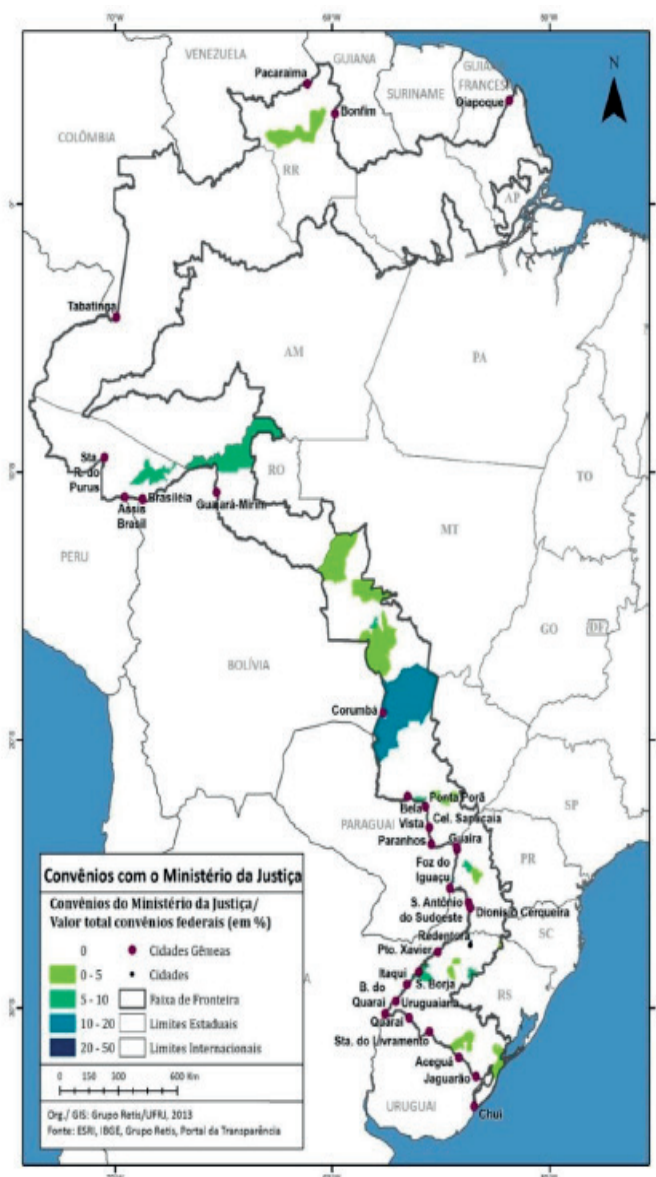 70°W
60°W
50°W
N
VENEZUELA
GUIANA
GUIANA
FRANCES
SURINAME
COLÔMBIA
Pacaraima
Bonfim
Oiapoque
RR
AP
Tabatinga
AM
PA
Sta.
R. do
Purus
Assis
Brasil
Brasiléia
Guajará-Mirim
RO
TO
MT
PERU
BOLÍVIA
GO
DF
Corumbá
PARAGUAI
Bela
Vista
Ponta Porã
Cel. Sapucaia
Paranhos
Guaíra
SP
PR
Foz do
Iguaçu
S. Antônio
do Sudoeste
Dionísio Cerqueira
SC
Redentora
Pto. Xavier
Itaqui
S. Borja
B. do
Quaraí
Uruguaiana
RS
Quaraí
Sta. do Livramento
Aceguá
Jaguarão
Chuí
URUGUAI
Convênios com o Ministério da Justiça
Convênios do Ministério da Justiça/
Valor total convênios federais (em %)
0
0 - 5
5 - 10
10 - 20
20 - 50
Cidades Gêmeas
Cidades
Faixa de Fronteira
Limites Estaduais
Limites Internacionais
0 150 300 600 Km
Org./ GIS: Grupo Retis/UFRJ, 2013
Fonte: ESRI, IBGE, Grupo Retis, Portal da Transparência